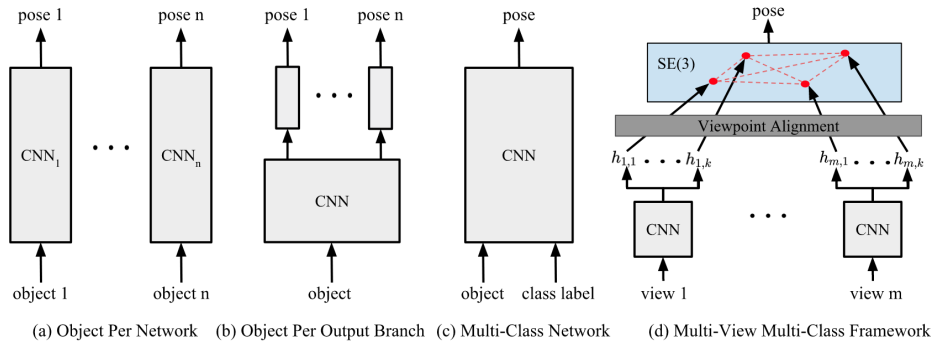 pose 1
pose n
CNN₁
CNNₙ
object 1
object n
(a) Object Per Network
pose 1
pose n
CNN
object
(b) Object Per Output Branch
pose
CNN
object
class label
(c) Multi-Class Network
pose
SE(3)
Viewpoint Alignment
h₁,₁
h₁,ₖ
hₘ,₁
hₘ,ₖ
CNN
CNN
view 1
view m
(d) Multi-View Multi-Class Framework